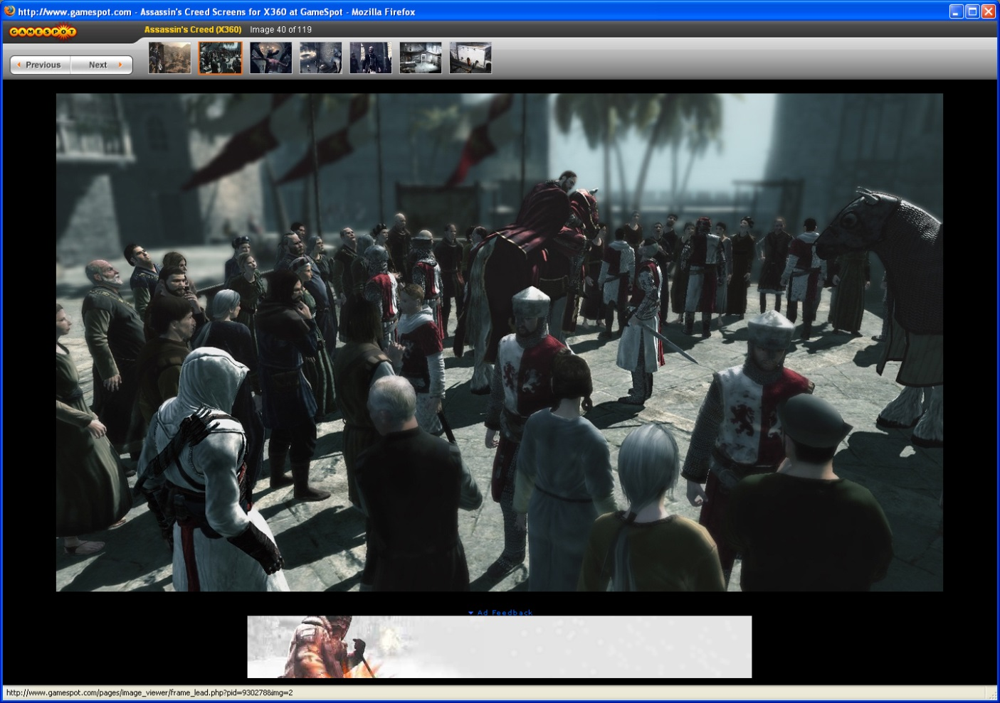 http://www.gamespot.com - Assassin's Creed Screens for X360 at GameSpot - Mozilla Firefox
GAMESPOT
Assassin's Creed (X360) Image 40 of 119
Previous Next
Ad Feedback
http://www.gamespot.com/pages/image_viewer/frame_lead.php?pid=930278&img=2